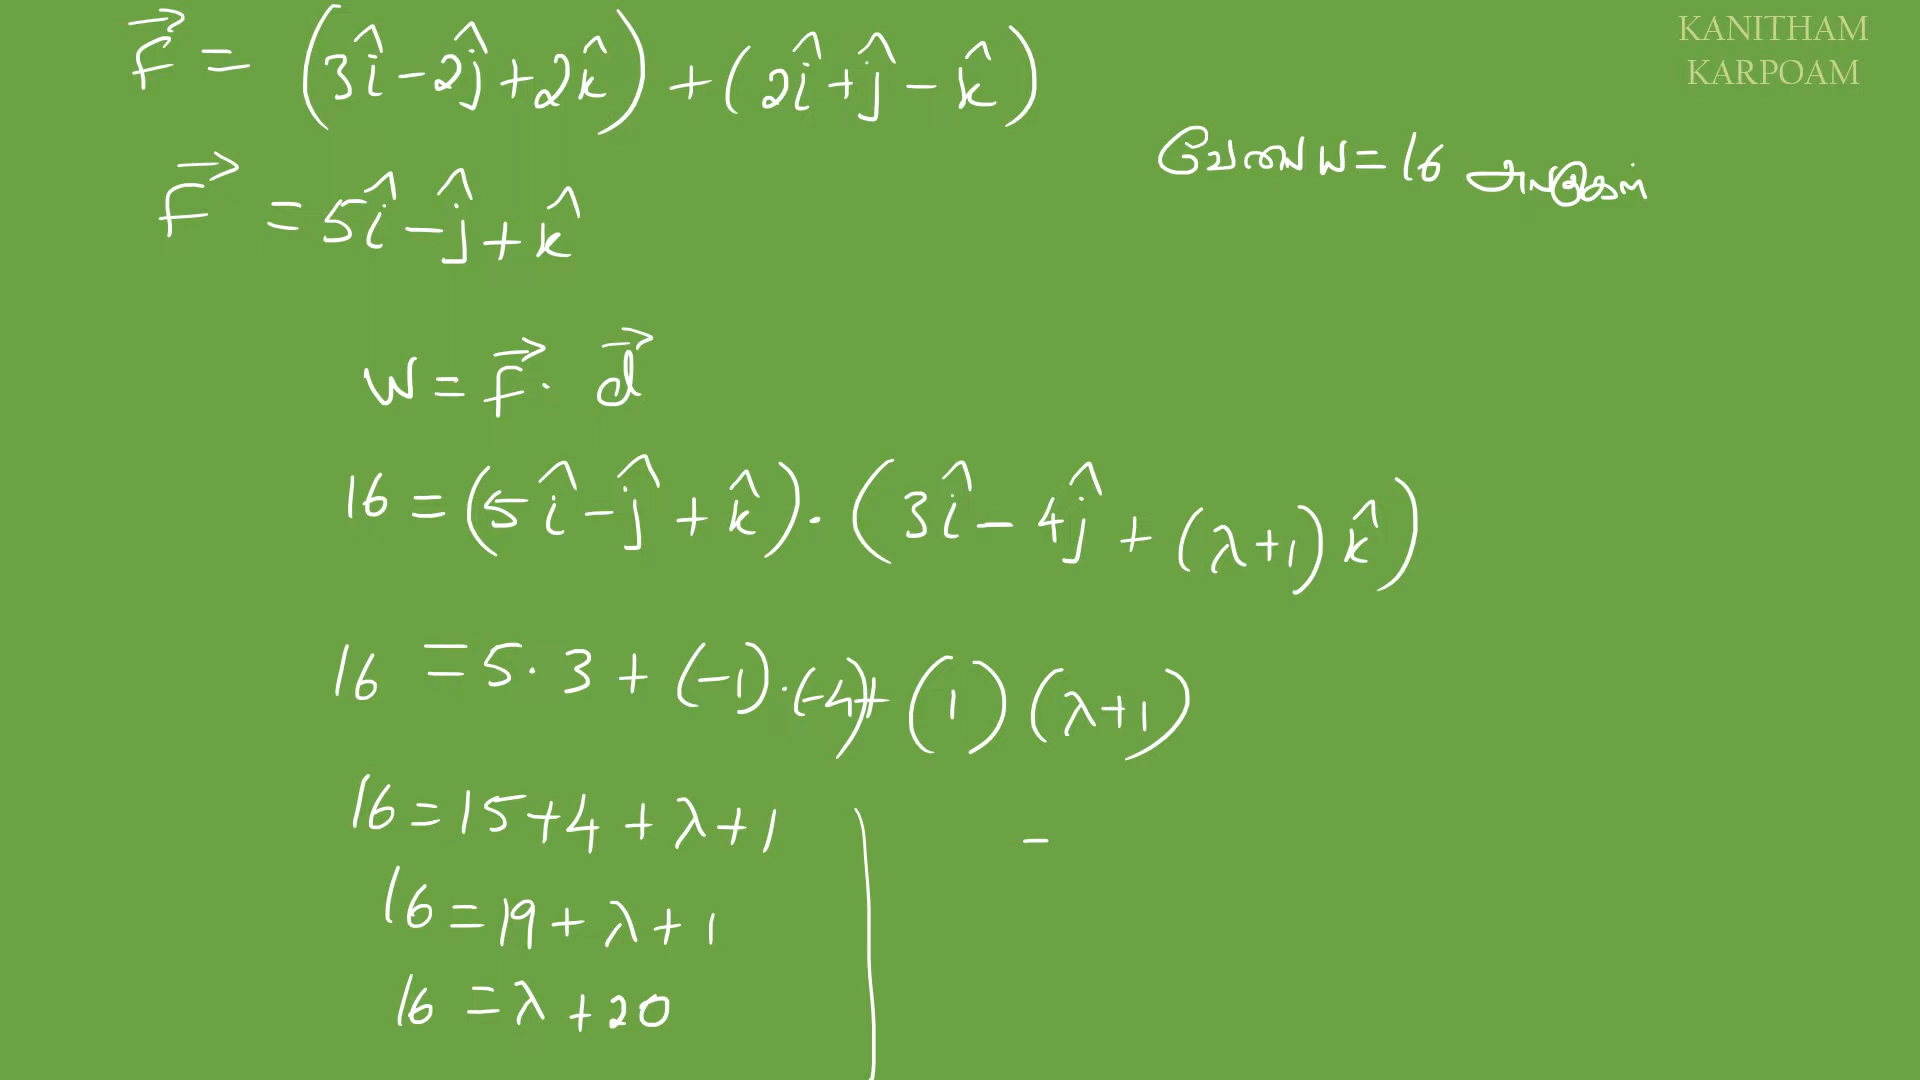 KANITHAM
KARPOAM
F⃗ = (3î − 2ĵ + 2k̂) + (2î + ĵ − k̂)
வேலை W = 16 அலகுகள்
F⃗ = 5î − ĵ + k̂
W = F⃗ · d⃗
16 = (5î − ĵ + k̂) · (3î − 4ĵ + (λ+1)k̂)
16 = 5·3 + (−1)·(−4) + (1)(λ+1)
16 = 15 + 4 + λ + 1
−
16 = 19 + λ + 1
16 = λ + 20